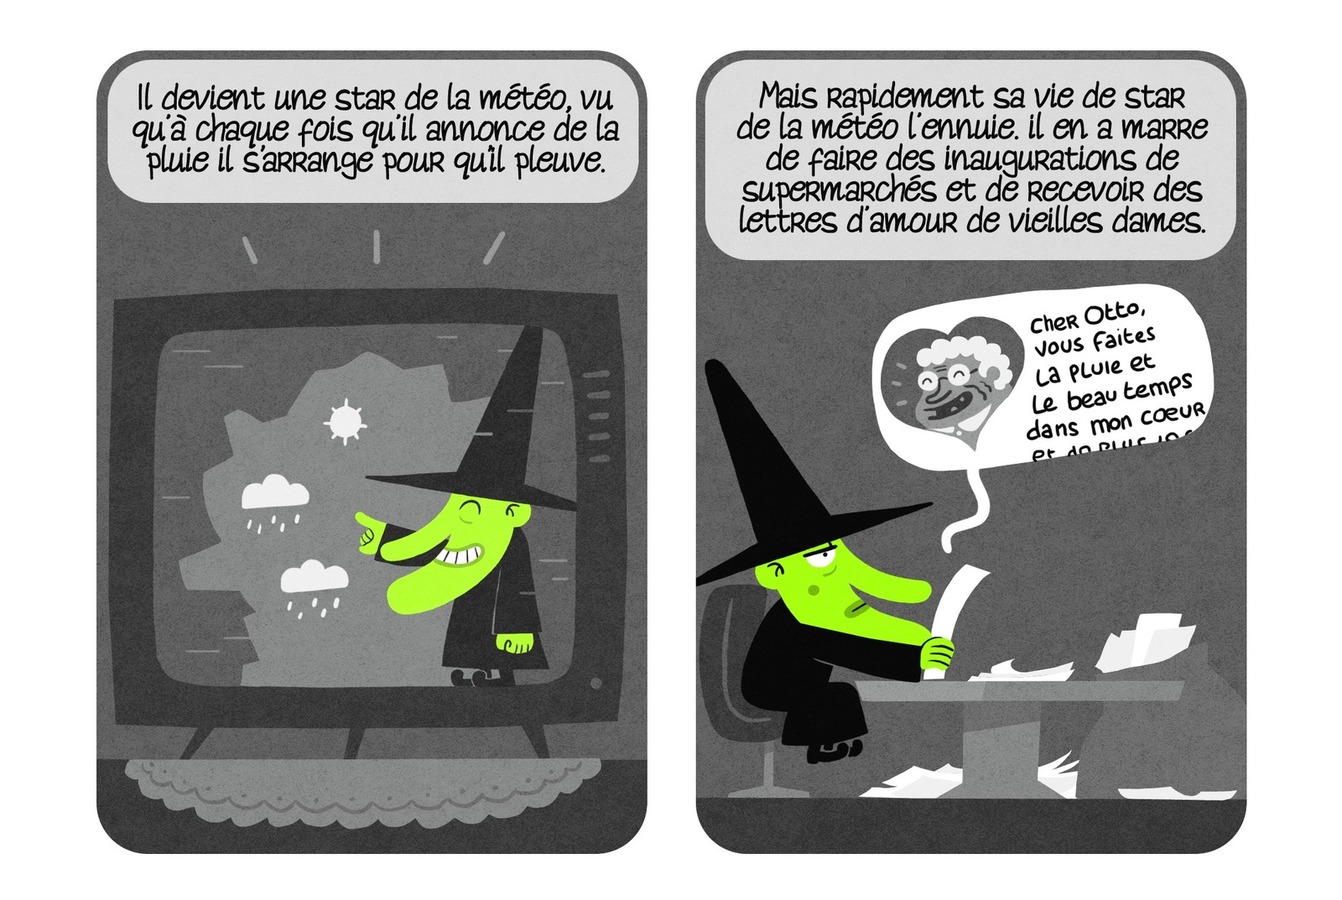 Il devient une star de la météo, vu
qu'à chaque fois qu'il annonce de la
pluie il s'arrange pour qu'il pleuve.
Mais rapidement sa vie de star
de la météo l'ennuie. il en a marre
de faire des inaugurations de
supermarchés et de recevoir des
lettres d'amour de vieilles dames.
Cher Otto,
vous faites
La pluie et
Le beau temps
dans mon cœur
et